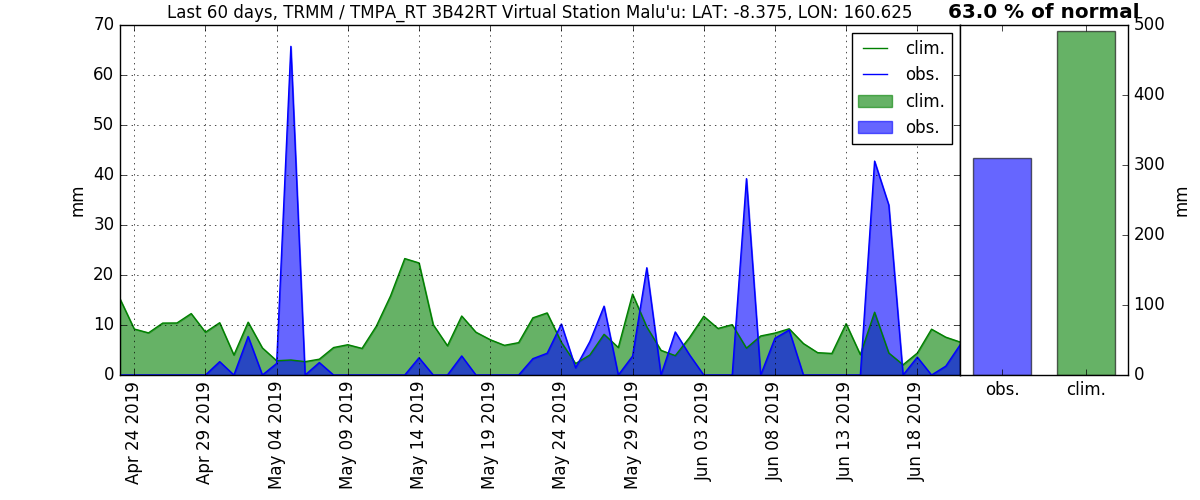 Last 60 days, TRMM / TMPA_RT 3B42RT Virtual Station Malu'u: LAT: -8.375, LON: 160.625
63.0 % of normal
70
60
50
40
30
20
10
0
mm
clim.
obs.
clim.
obs.
500
400
300
200
100
0
mm
obs.
clim.
Apr 24 2019
Apr 29 2019
May 04 2019
May 09 2019
May 14 2019
May 19 2019
May 24 2019
May 29 2019
Jun 03 2019
Jun 08 2019
Jun 13 2019
Jun 18 2019